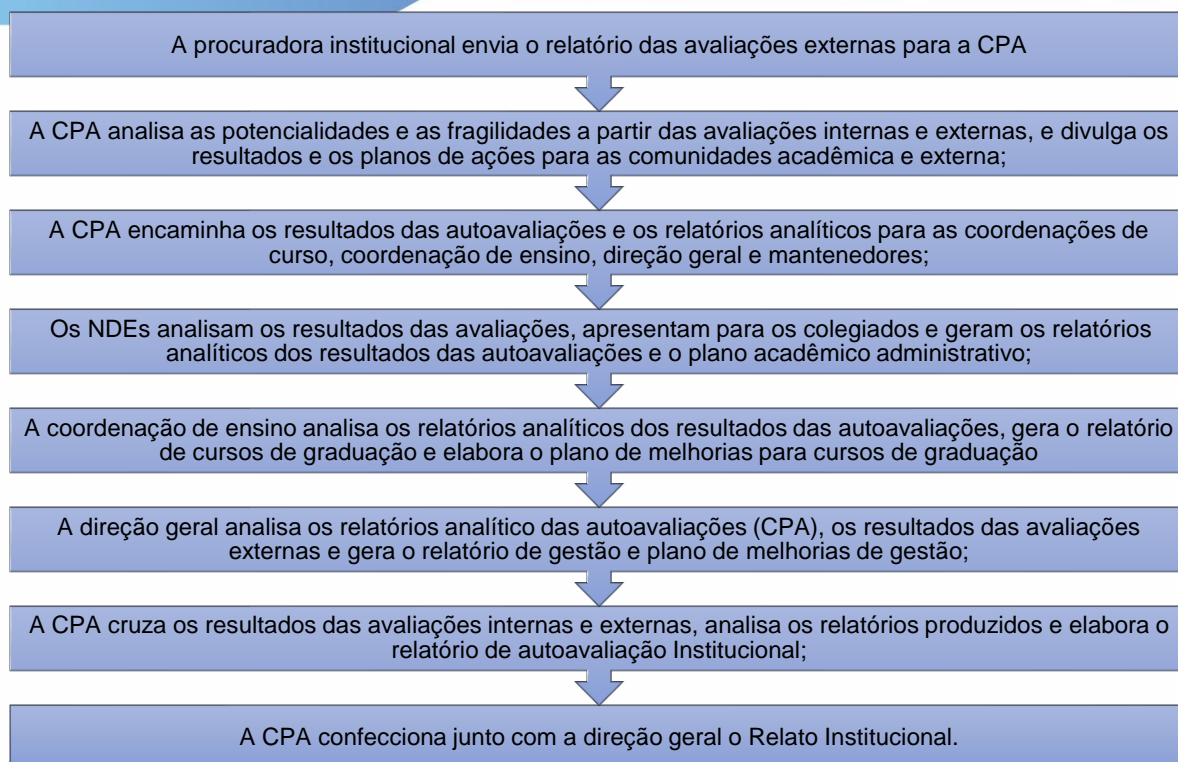 A procuradora institucional envia o relatório das avaliações externas para a CPA
A CPA analisa as potencialidades e as fragilidades a partir das avaliações internas e externas, e divulga os
resultados e os planos de ações para as comunidades acadêmica e externa;
A CPA encaminha os resultados das autoavaliações e os relatórios analíticos para as coordenações de
curso, coordenação de ensino, direção geral e mantenedores;
Os NDEs analisam os resultados das avaliações, apresentam para os colegiados e geram os relatórios
analíticos dos resultados das autoavaliações e o plano acadêmico administrativo;
A coordenação de ensino analisa os relatórios analíticos dos resultados das autoavaliações, gera o relatório
de cursos de graduação e elabora o plano de melhorias para cursos de graduação
A direção geral analisa os relatórios analítico das autoavaliações (CPA), os resultados das avaliações
externas e gera o relatório de gestão e plano de melhorias de gestão;
A CPA cruza os resultados das avaliações internas e externas, analisa os relatórios produzidos e elabora o
relatório de autoavaliação Institucional;
A CPA confecciona junto com a direção geral o Relato Institucional.